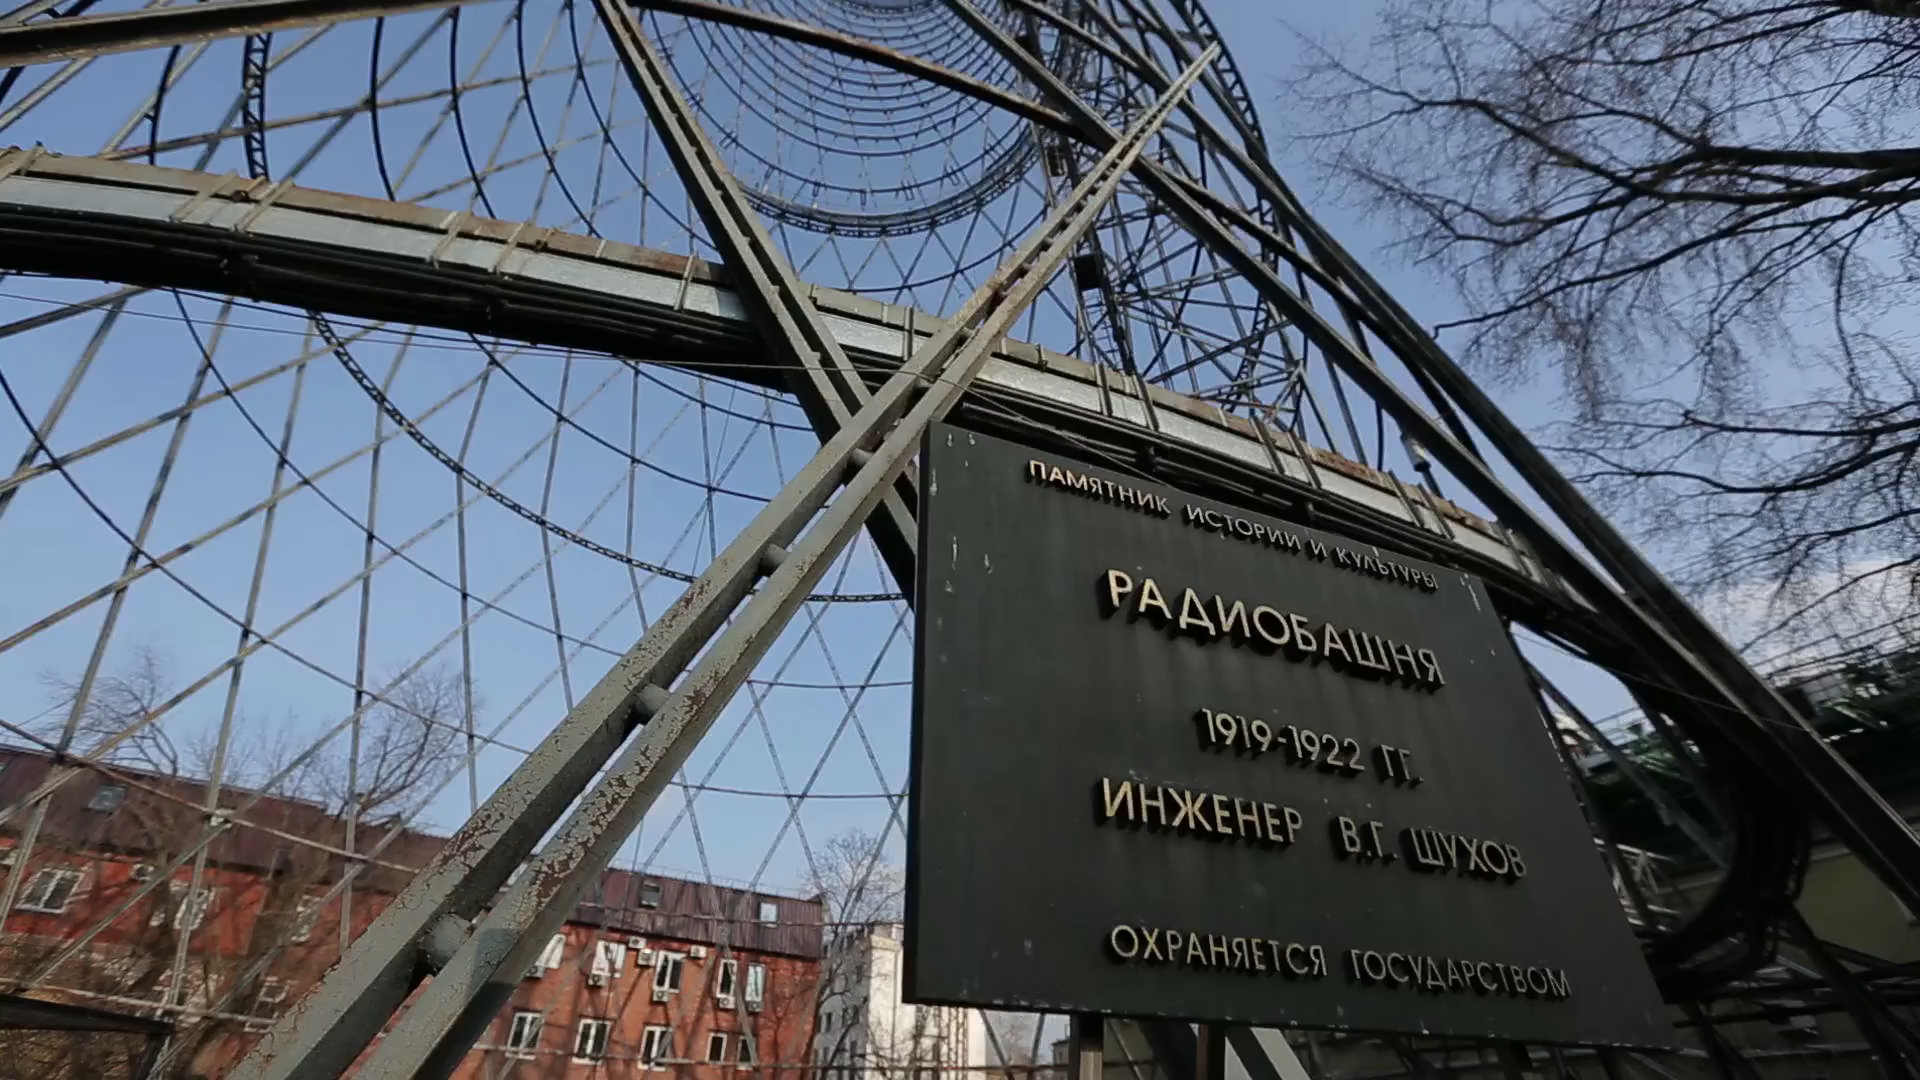 ПАМЯТНИК ИСТОРИИ И КУЛЬТУРЫ
РАДИОБАШНЯ
1919-1922 ГГ.
ИНЖЕНЕР В.Г. ШУХОВ
ОХРАНЯЕТСЯ ГОСУДАРСТВОМ